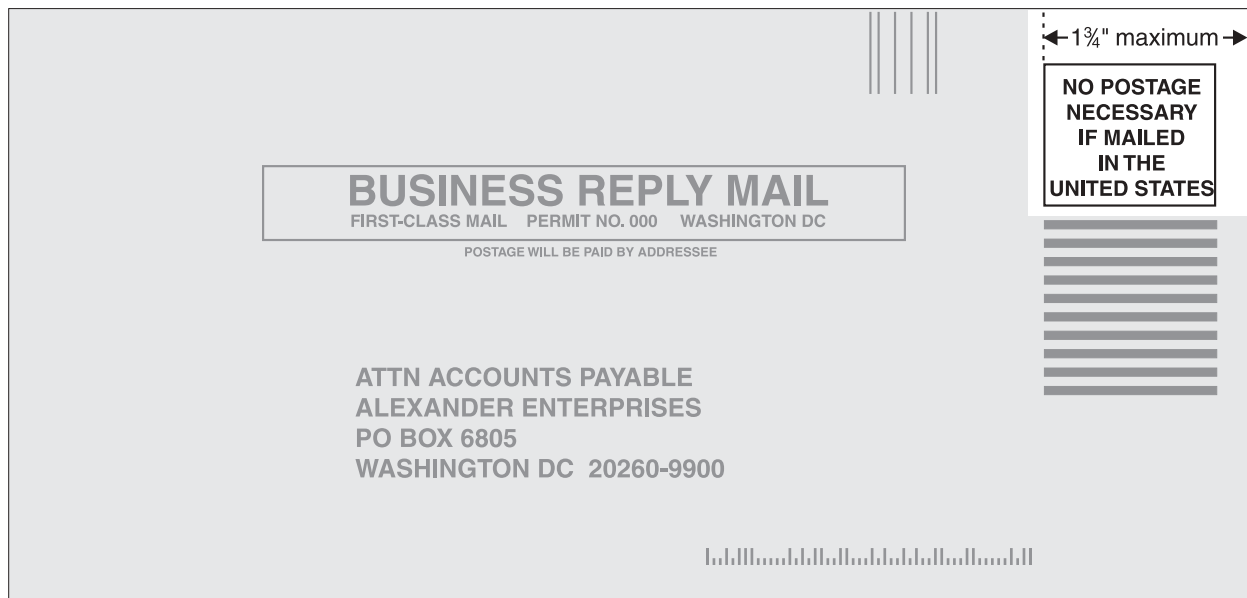 1¾" maximum
NO POSTAGE
NECESSARY
IF MAILED
IN THE
UNITED STATES
BUSINESS REPLY MAIL
FIRST-CLASS MAIL PERMIT NO. 000 WASHINGTON DC
POSTAGE WILL BE PAID BY ADDRESSEE
ATTN ACCOUNTS PAYABLE
ALEXANDER ENTERPRISES
PO BOX 6805
WASHINGTON DC 20260-9900